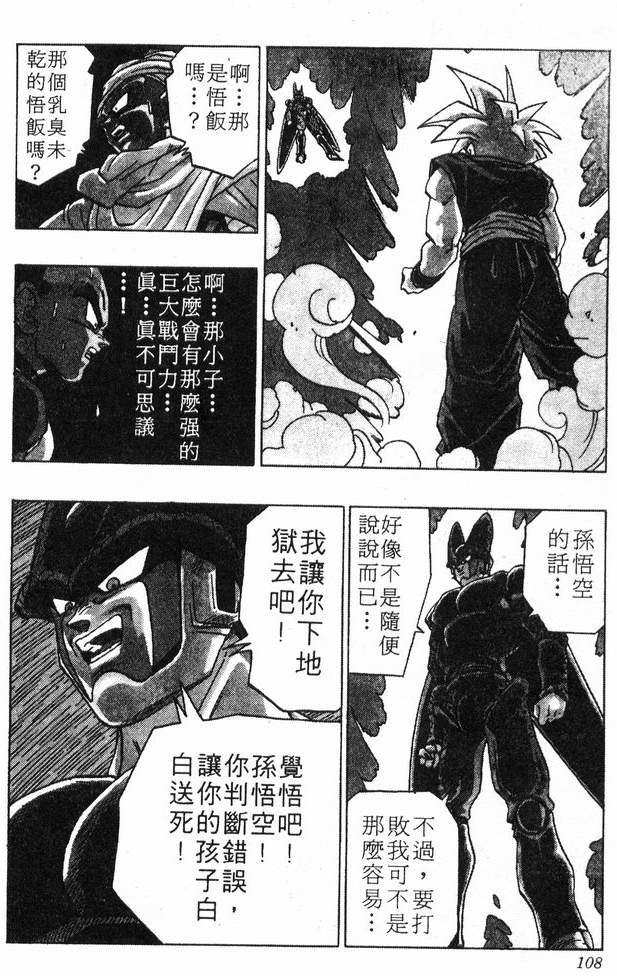 啊…那
是悟飯
嗎…？
那個乳臭未
乾的悟飯嗎？
啊…那小子…
怎麼會有那麼强的
巨大戰鬥力…
眞…眞不可思議
…！
孫悟空
的話…
好像不是隨便
說說而已…
不過，要打
敗我可不是
那麼容易…
我讓你下地
獄去吧！
覺悟吧！
孫悟空！
你判斷錯誤，
讓你的孩子白
白送死！
108